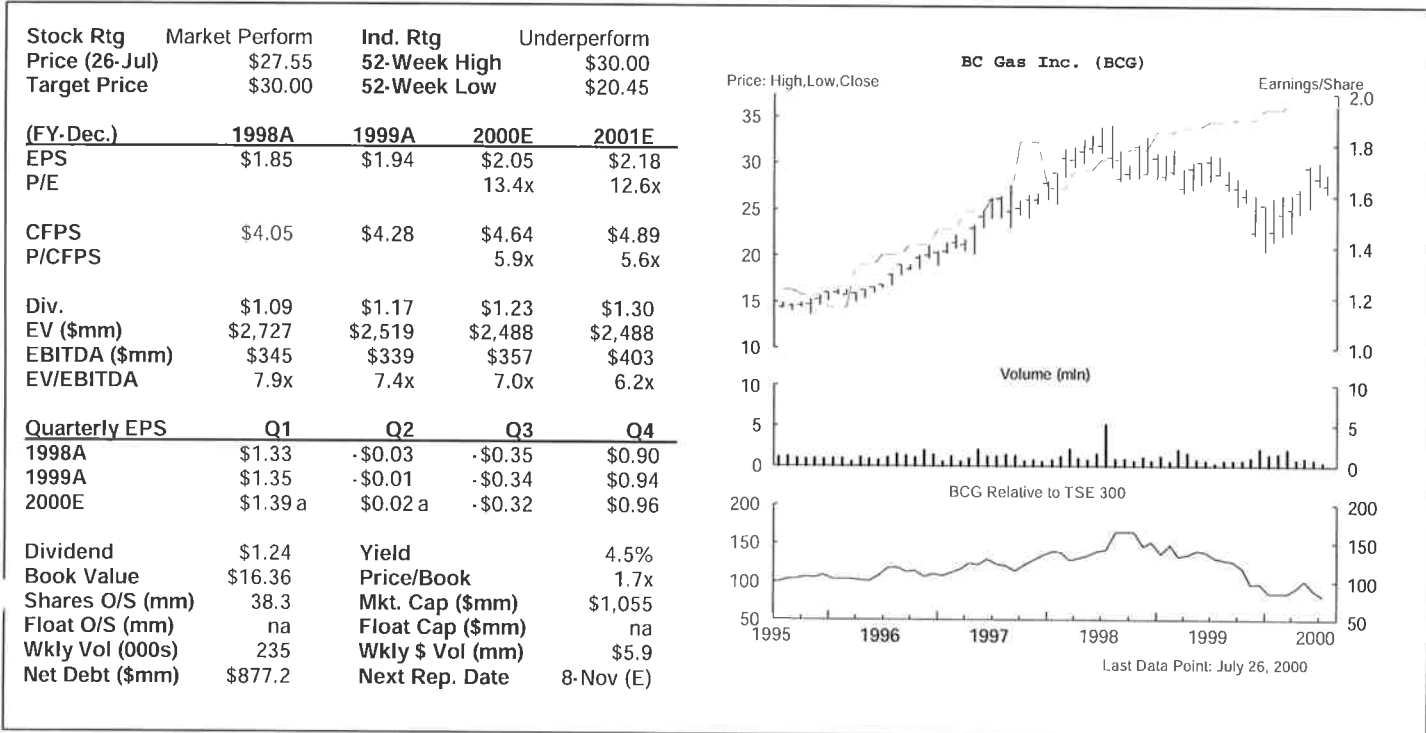 Stock Rtg Market Perform Ind. Rtg Underperform
Price (26-Jul) $27.55 52-Week High $30.00
Target Price $30.00 52-Week Low $20.45
(FY-Dec.) 1998A 1999A 2000E 2001E
EPS $1.85 $1.94 $2.05 $2.18
P/E 13.4x 12.6x
CFPS $4.05 $4.28 $4.64 $4.89
P/CFPS 5.9x 5.6x
Div. $1.09 $1.17 $1.23 $1.30
EV ($mm) $2,727 $2,519 $2,488 $2,488
EBITDA ($mm) $345 $339 $357 $403
EV/EBITDA 7.9x 7.4x 7.0x 6.2x
Quarterly EPS Q1 Q2 Q3 Q4
1998A $1.33 -$0.03 -$0.35 $0.90
1999A $1.35 -$0.01 -$0.34 $0.94
2000E $1.39 a $0.02 a -$0.32 $0.96
Dividend $1.24 Yield 4.5%
Book Value $16.36 Price/Book 1.7x
Shares O/S (mm) 38.3 Mkt. Cap ($mm) $1,055
Float O/S (mm) na Float Cap ($mm) na
Wkly Vol (000s) 235 Wkly $ Vol (mm) $5.9
Net Debt ($mm) $877.2 Next Rep. Date 8-Nov (E)
BC Gas Inc. (BCG)
Price: High,Low,Close Earnings/Share
35 2.0
30 1.8
25 1.6
20 1.4
15 1.2
10 1.0
Volume (mln)
10 10
5 5
0 0
BCG Relative to TSE 300
200 200
150 150
100 100
50 50
1995 1996 1997 1998 1999 2000
Last Data Point: July 26, 2000